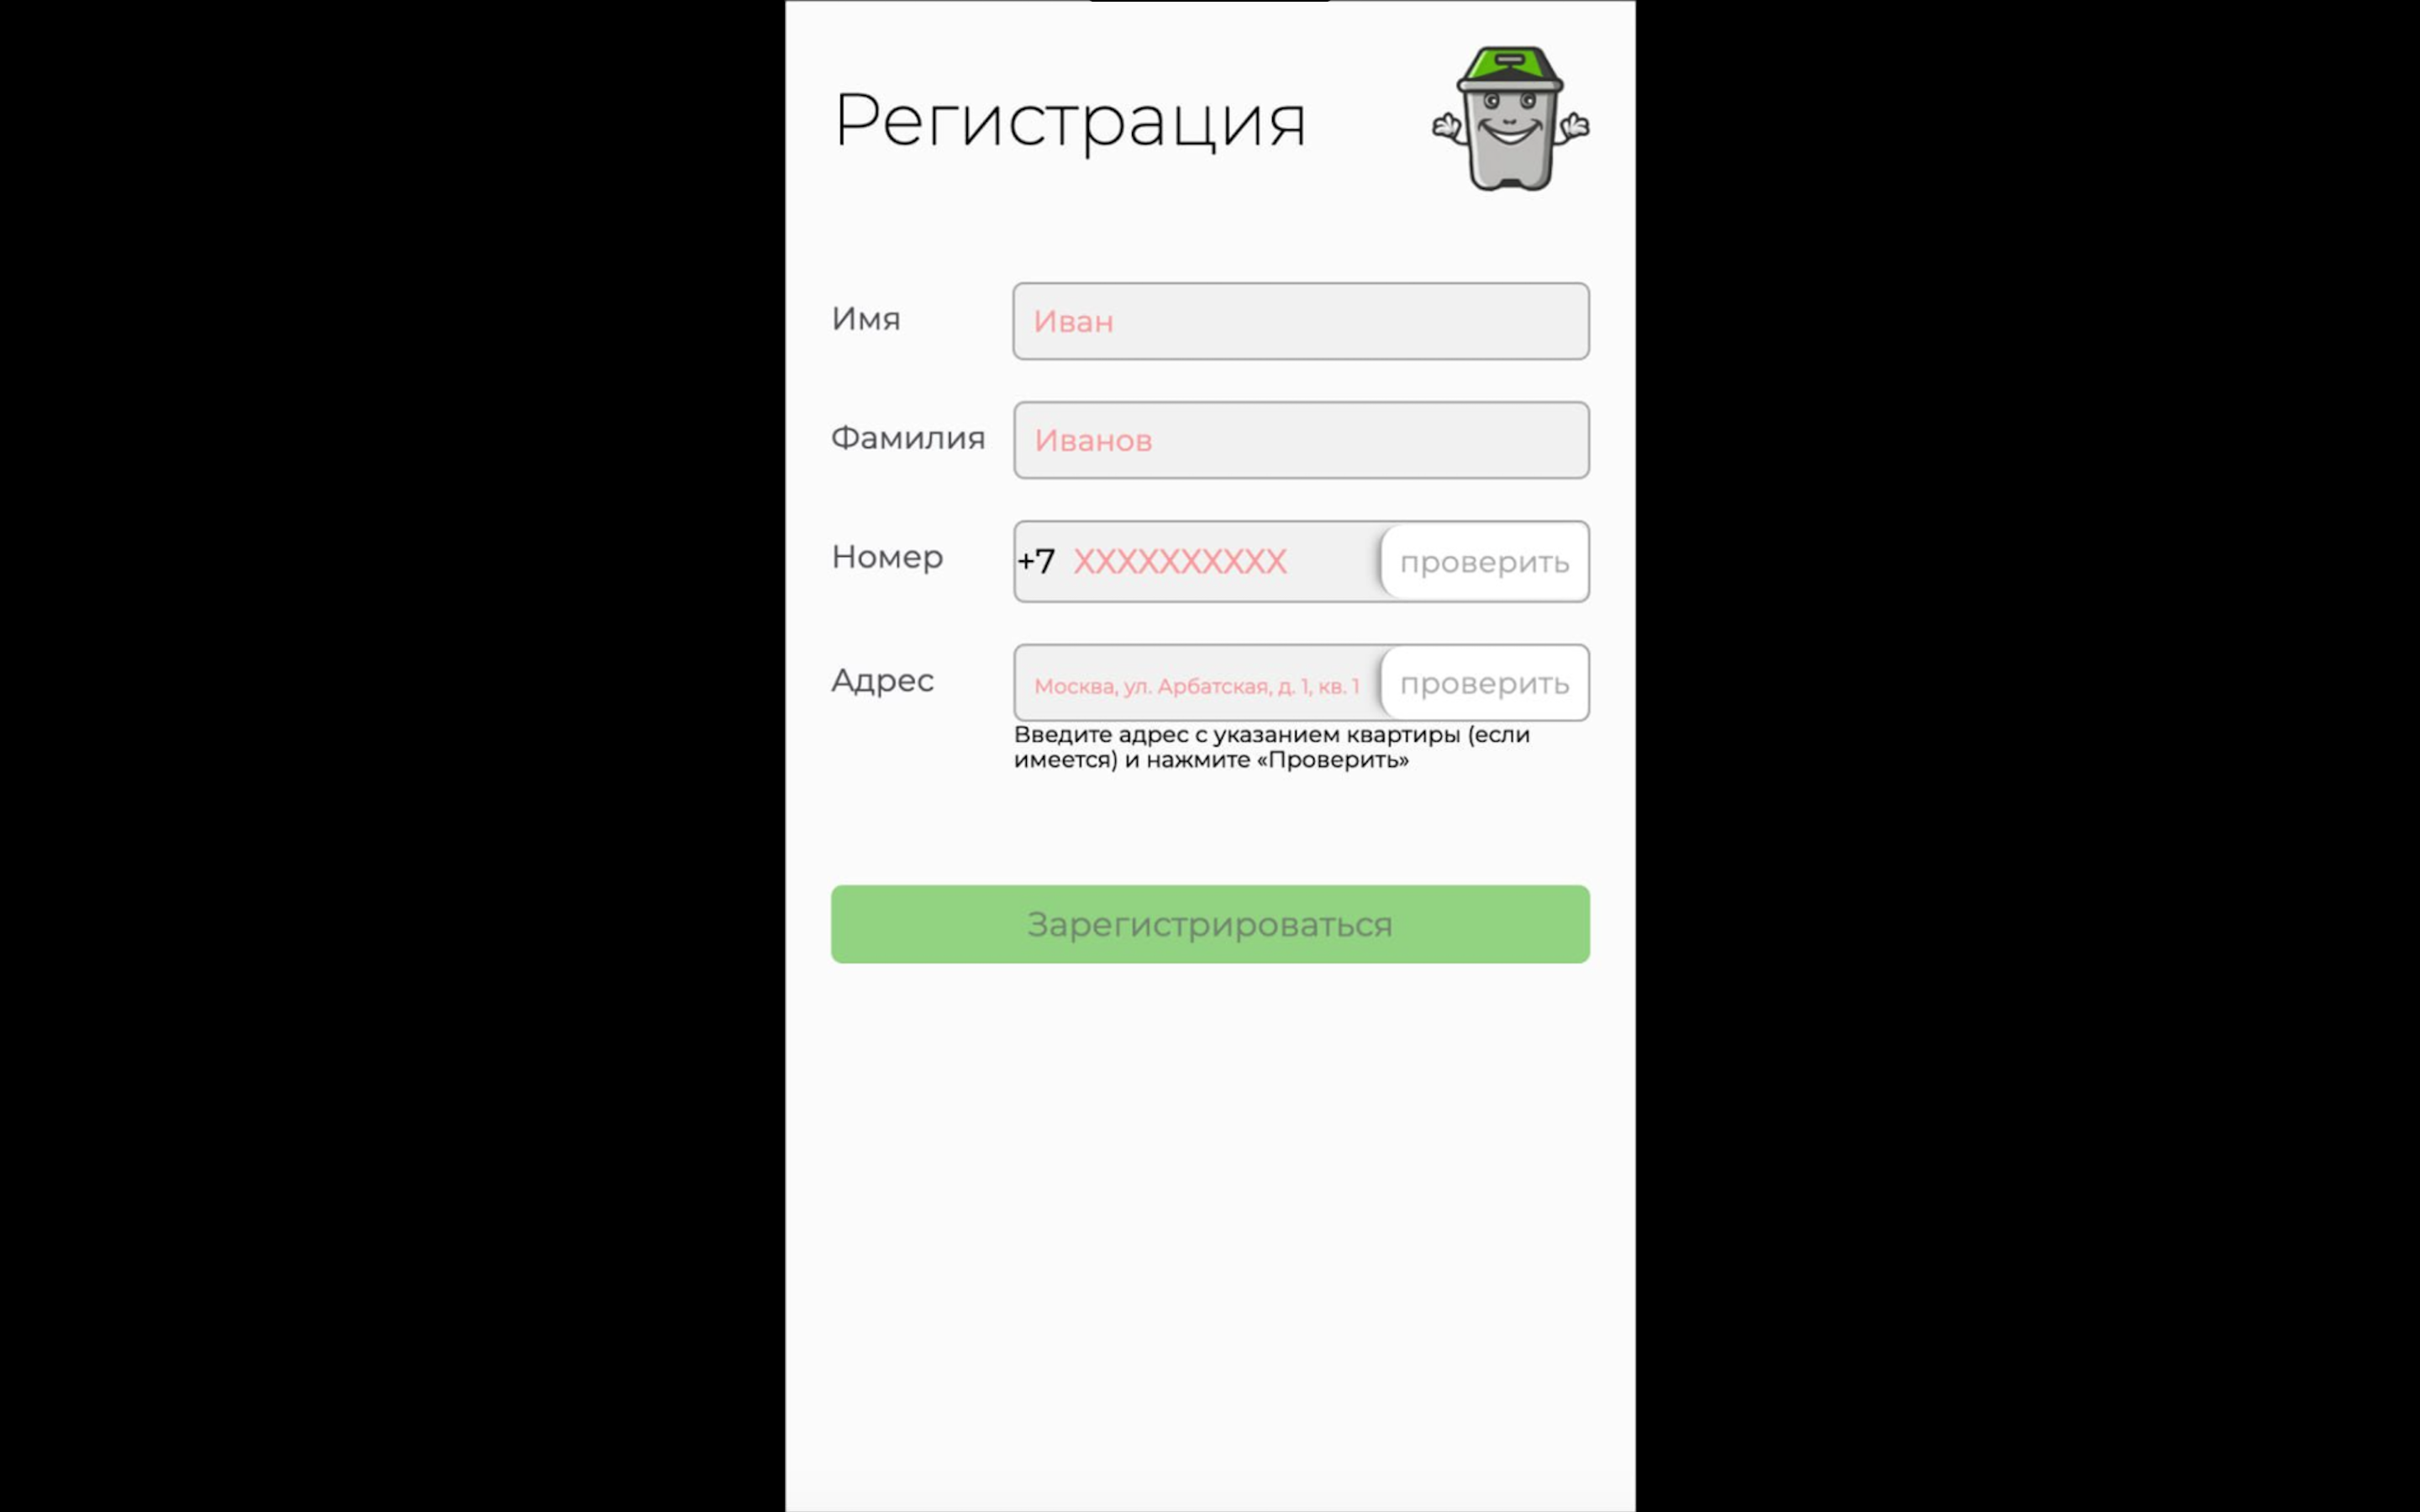 Регистрация
Имя
Иван
Фамилия
Иванов
Номер
+7 XXXXXXXXXX
проверить
Адрес
Москва, ул. Арбатская, д. 1, кв. 1
проверить
Введите адрес с указанием квартиры (если
имеется) и нажмите «Проверить»
Зарегистрироваться